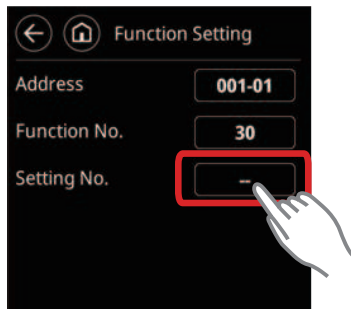 Function Setting
Address 001-01
Function No. 30
Setting No. --